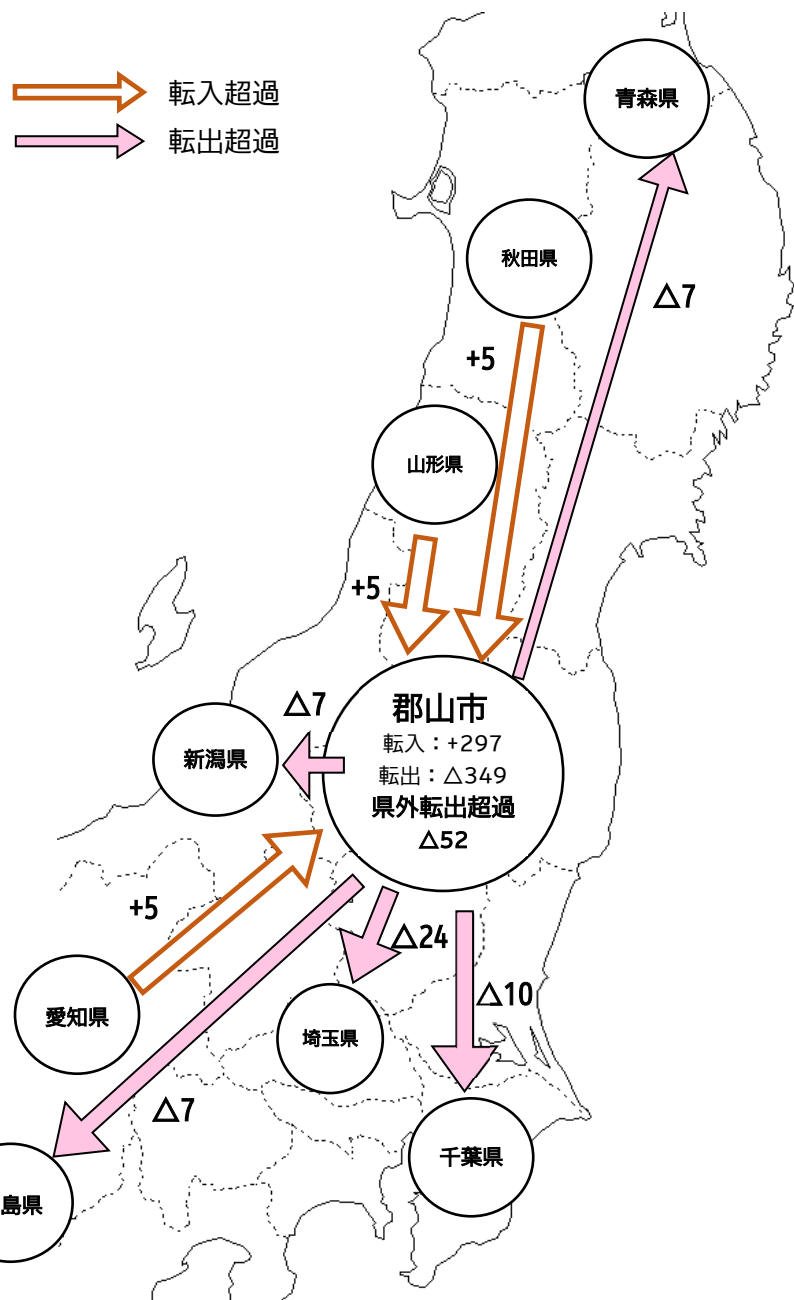 転入超過
転出超過
青森県
秋田県
△7
+5
山形県
+5
郡山市
転入：+297
転出：△349
県外転出超過
△52
△7
新潟県
+5
△24
△10
愛知県
埼玉県
△7
千葉県
島県